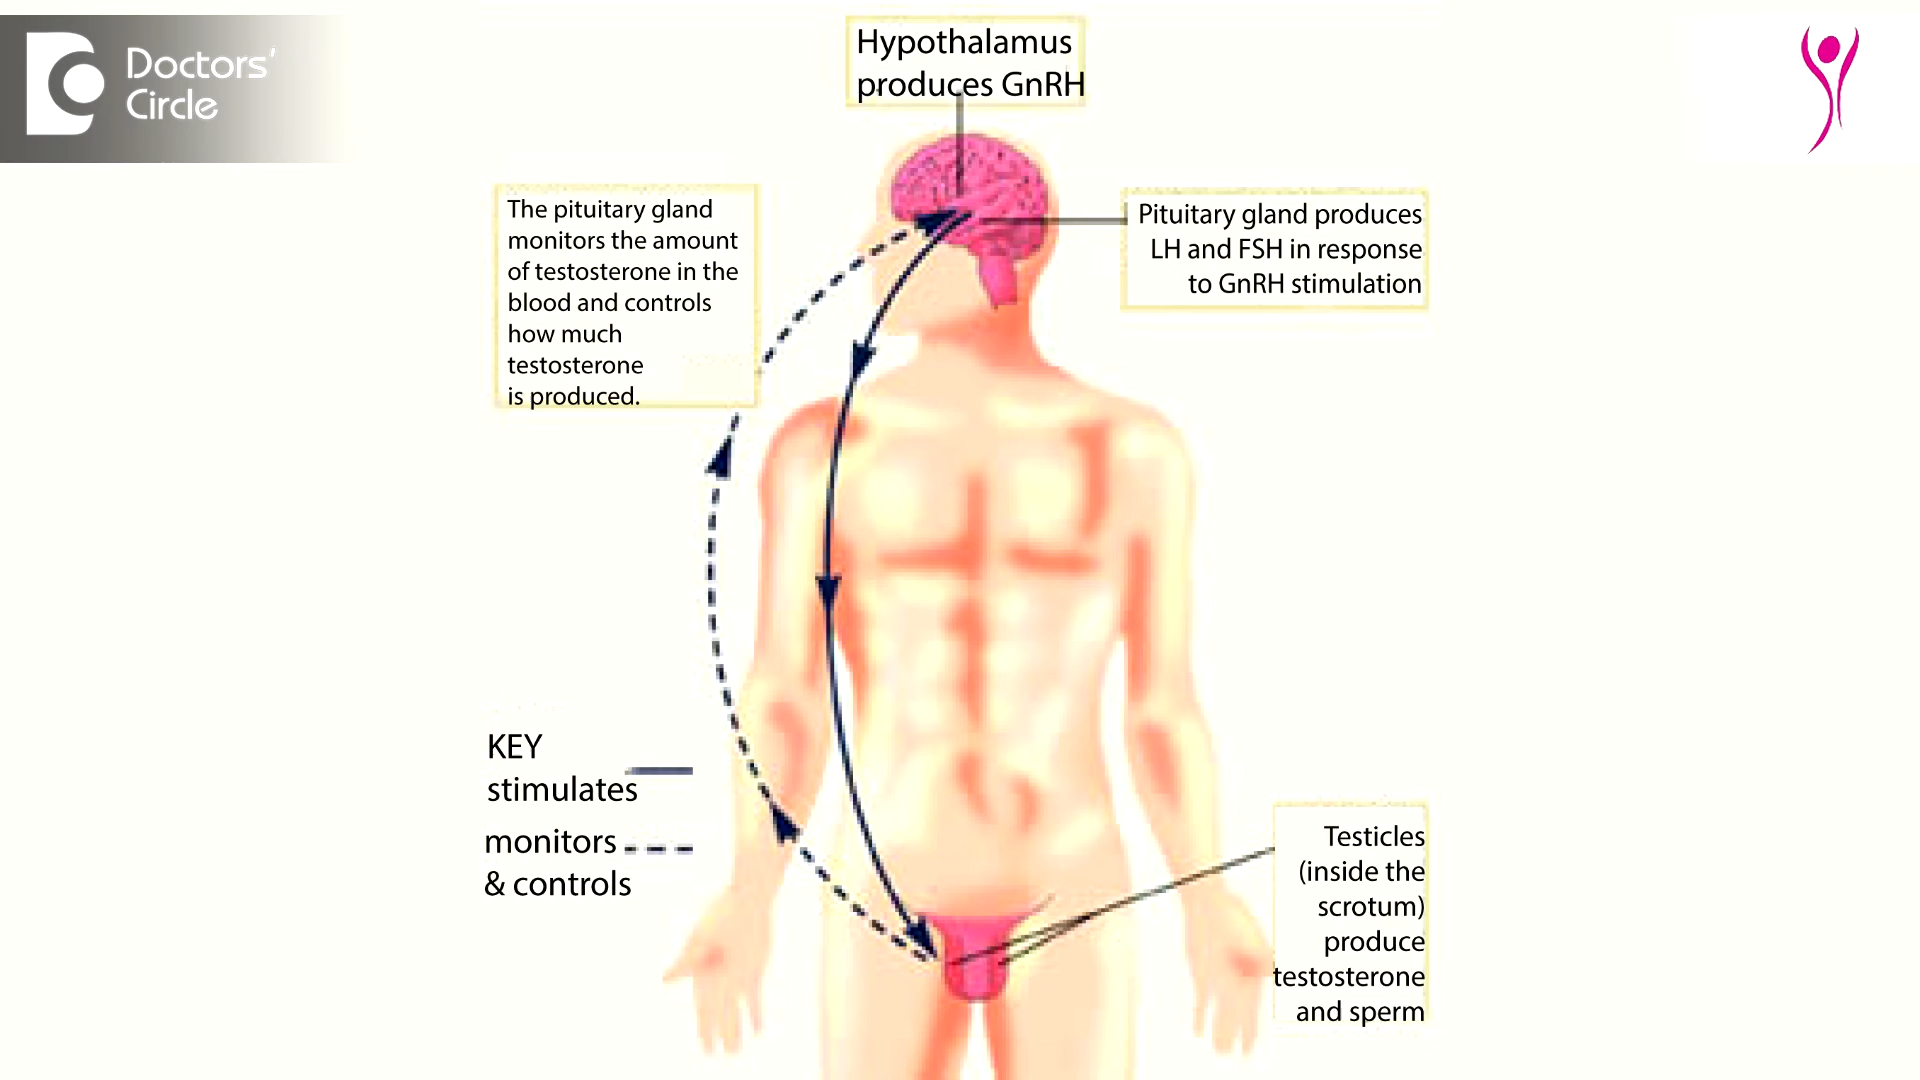 Doctors'
Circle
Hypothalamus
produces GnRH
The pituitary gland
monitors the amount
of testosterone in the
blood and controls
how much
testosterone
is produced.
Pituitary gland produces
LH and FSH in response
to GnRH stimulation
KEY
stimulates
monitors
& controls
Testicles
(inside the
scrotum)
produce
testosterone
and sperm